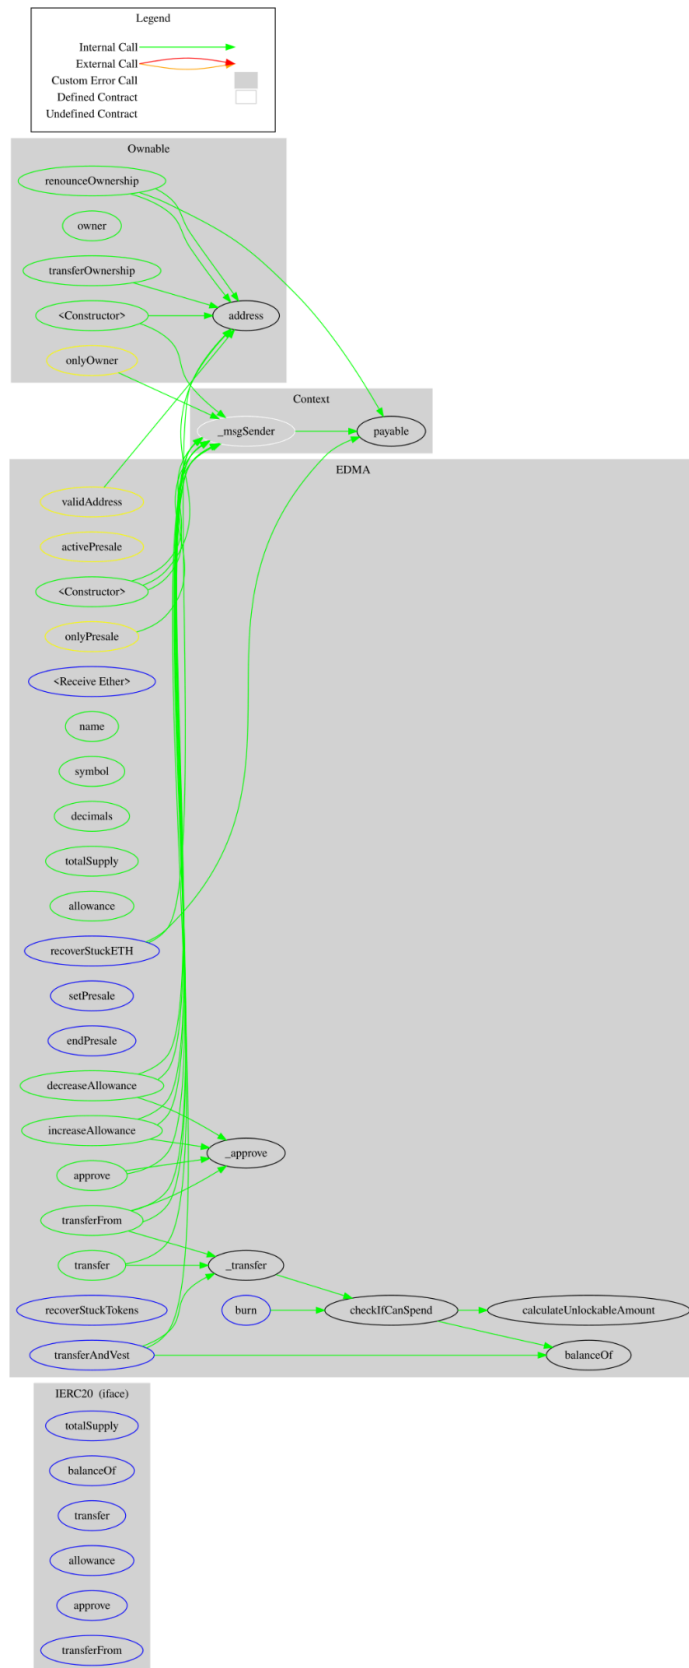 Legend
Internal Call
External Call
Custom Error Call
Defined Contract
Undefined Contract
Ownable
renounceOwnership
owner
transferOwnership
<Constructor>
address
onlyOwner
Context
_msgSender
payable
EDMA
validAddress
activePresale
<Constructor>
onlyPresale
<Receive Ether>
name
symbol
decimals
totalSupply
allowance
recoverStuckETH
setPresale
endPresale
decreaseAllowance
increaseAllowance
_approve
approve
transferFrom
transfer
_transfer
recoverStuckTokens
burn
checkIfCanSpend
calculateUnlockableAmount
transferAndVest
balanceOf
IERC20 (iface)
totalSupply
balanceOf
transfer
allowance
approve
transferFrom